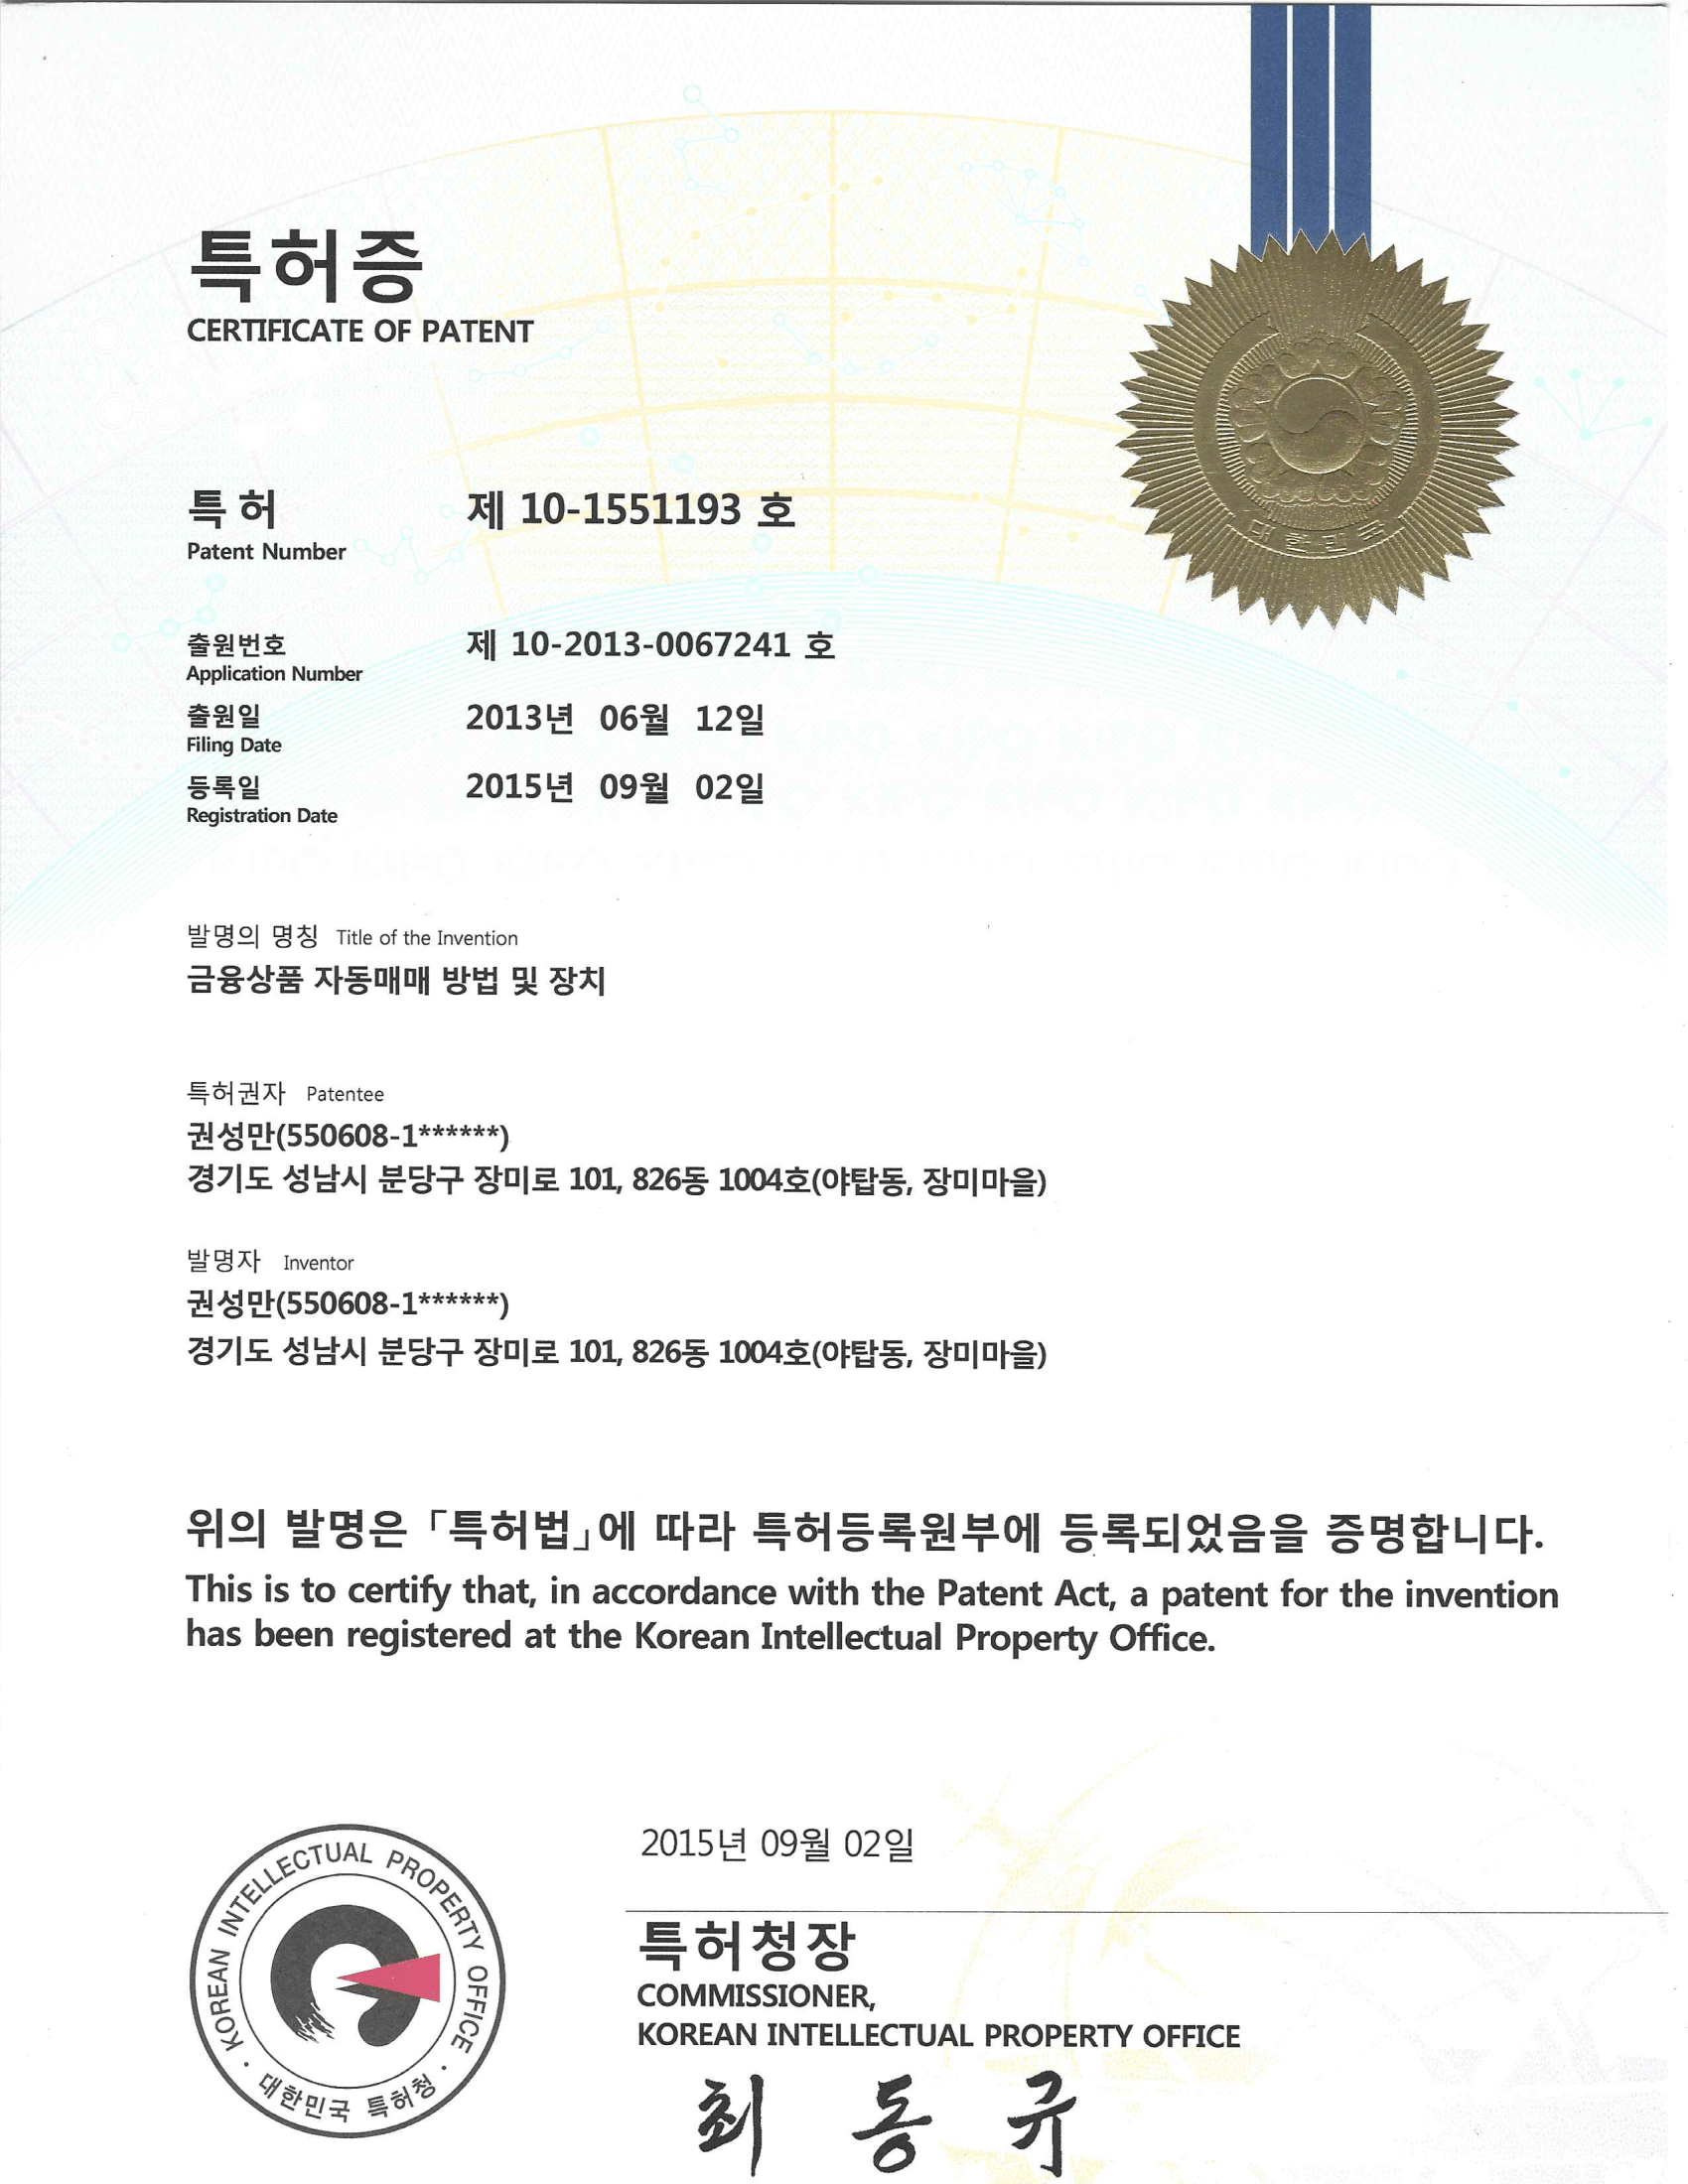 특허증
CERTIFICATE OF PATENT
대한민국
특 허 제 10-1551193 호
Patent Number
출원번호 제 10-2013-0067241 호
Application Number
출원일 2013년 06월 12일
Filing Date
등록일 2015년 09월 02일
Registration Date
발명의 명칭 Title of the Invention
금융상품 자동매매 방법 및 장치
특허권자 Patentee
권성만(550608-1******)
경기도 성남시 분당구 장미로 101, 826동 1004호(야탑동, 장미마을)
발명자 Inventor
권성만(550608-1******)
경기도 성남시 분당구 장미로 101, 826동 1004호(야탑동, 장미마을)
위의 발명은 「특허법」에 따라 특허등록원부에 등록되었음을 증명합니다.
This is to certify that, in accordance with the Patent Act, a patent for the invention
has been registered at the Korean Intellectual Property Office.
2015년 09월 02일
특허청장
COMMISSIONER,
KOREAN INTELLECTUAL PROPERTY OFFICE
최 동 규
KOREAN INTELLECTUAL PROPERTY OFFICE
대한민국 특허청